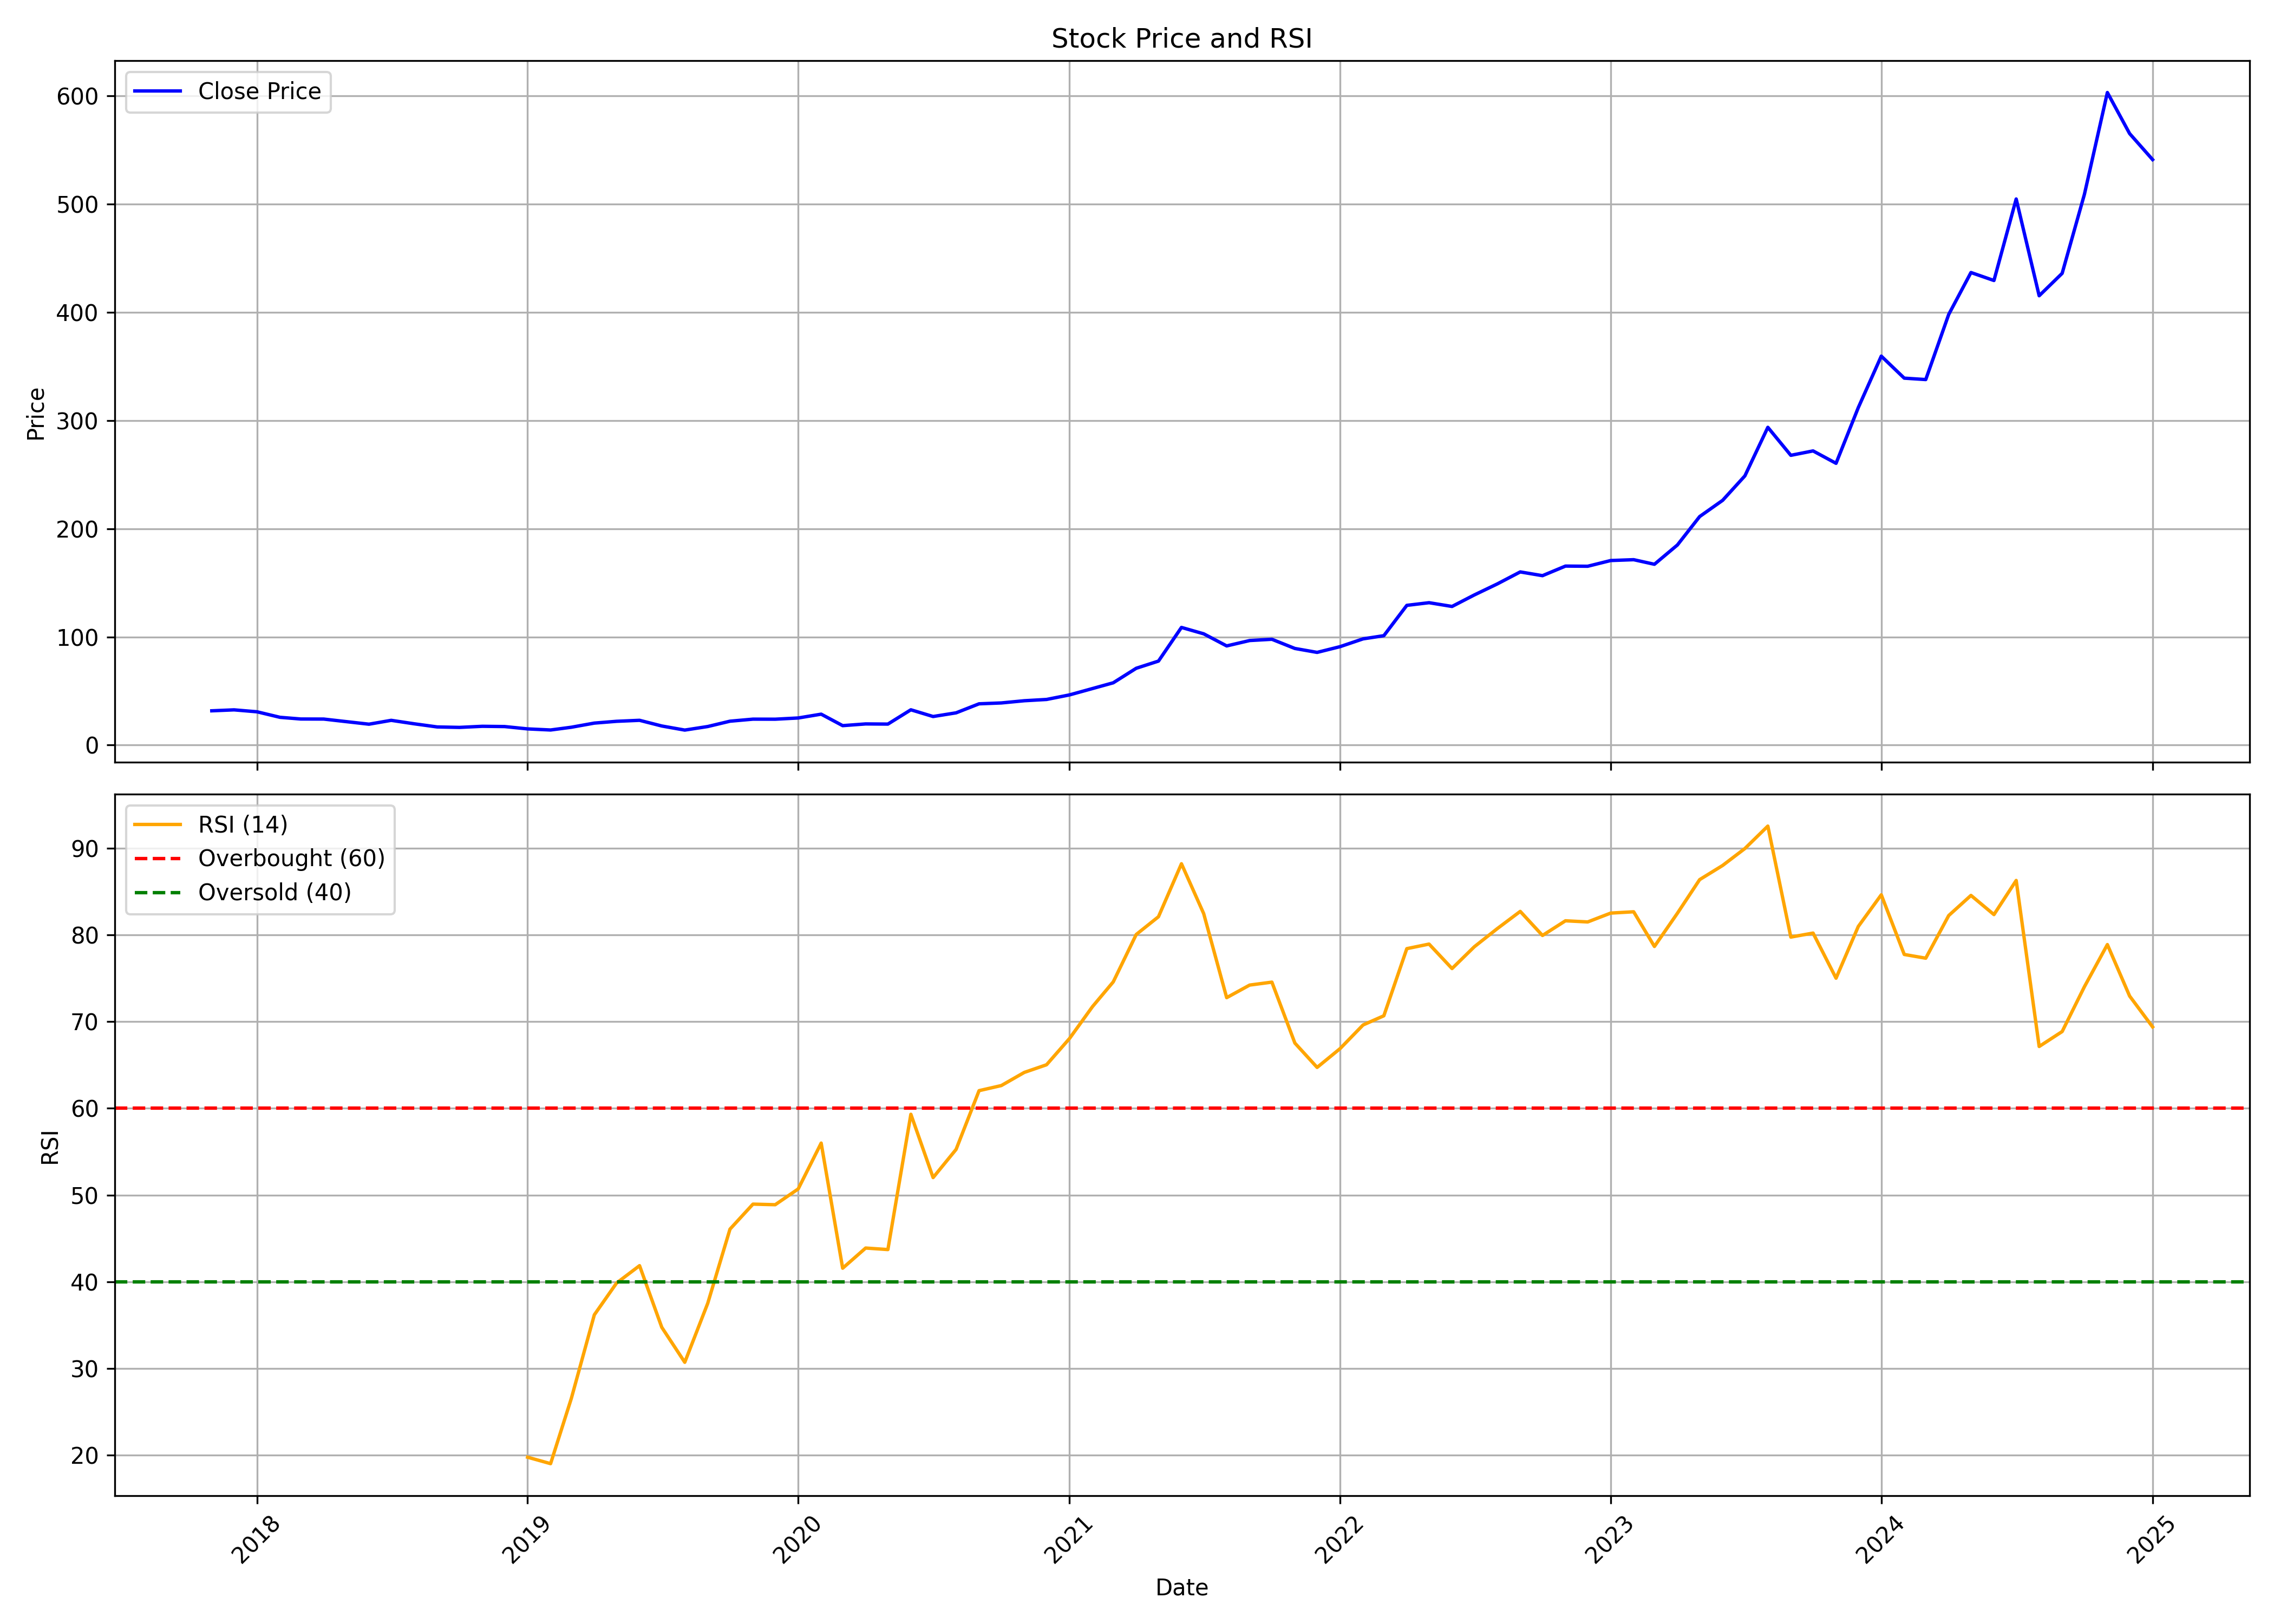 Stock Price and RSI
Close Price
600
500
400
300
200
100
0
Price
RSI (14)
Overbought (60)
Oversold (40)
90
80
70
60
50
40
30
20
RSI
2018
2019
2020
2021
2022
2023
2024
2025
Date